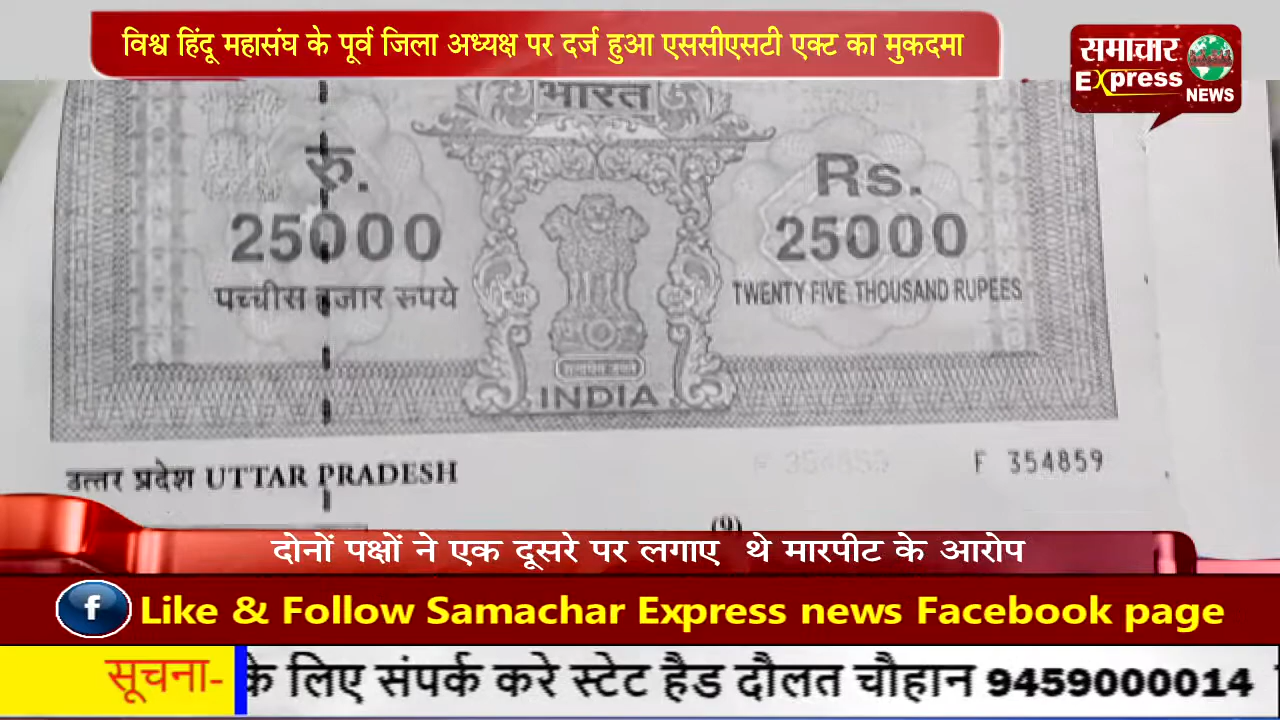 विश्व हिंदू महासंघ के पूर्व जिला अध्यक्ष पर दर्ज हुआ एससीएसटी एक्ट का मुकदमा
समाचार
Express
NEWS
भारत
रु.
25000
पच्चीस हजार रुपये
Rs.
25000
TWENTY FIVE THOUSAND RUPEES
INDIA
उत्तर प्रदेश UTTAR PRADESH
F 354859
F 354859
(9)
दोनों पक्षों ने एक दूसरे पर लगाए थे मारपीट के आरोप
f Like & Follow Samachar Express news Facebook page
सूचना- के लिए संपर्क करे स्टेट हैड दौलत चौहान 9459000014